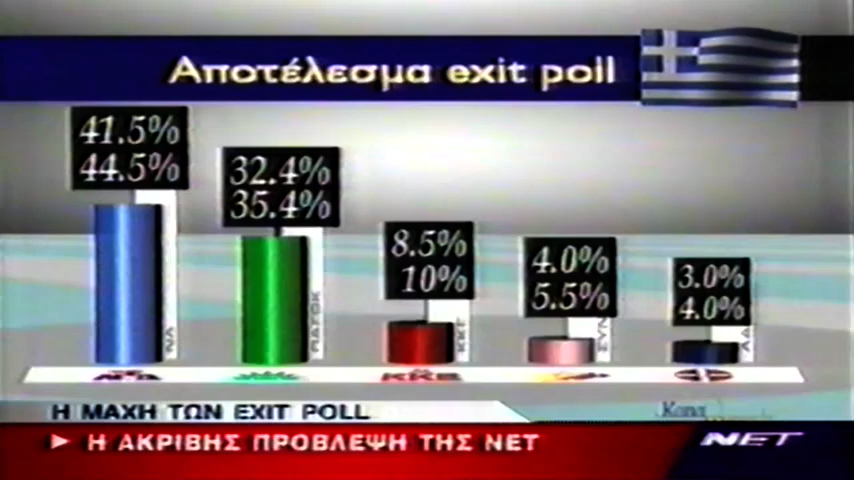 Αποτέλεσμα exit poll
41.5%
44.5%
32.4%
35.4%
8.5%
10%
4.0%
5.5%
3.0%
4.0%
ΝΔ
ΠΑΣΟΚ
ΚΚΕ
ΣΥΝ
ΛΑ
ΚΚΕ
Η ΜΑΧΗ ΤΩΝ EXIT POLL
Η ΑΚΡΙΒΗΣ ΠΡΟΒΛΕΨΗ ΤΗΣ ΝΕΤ
NET